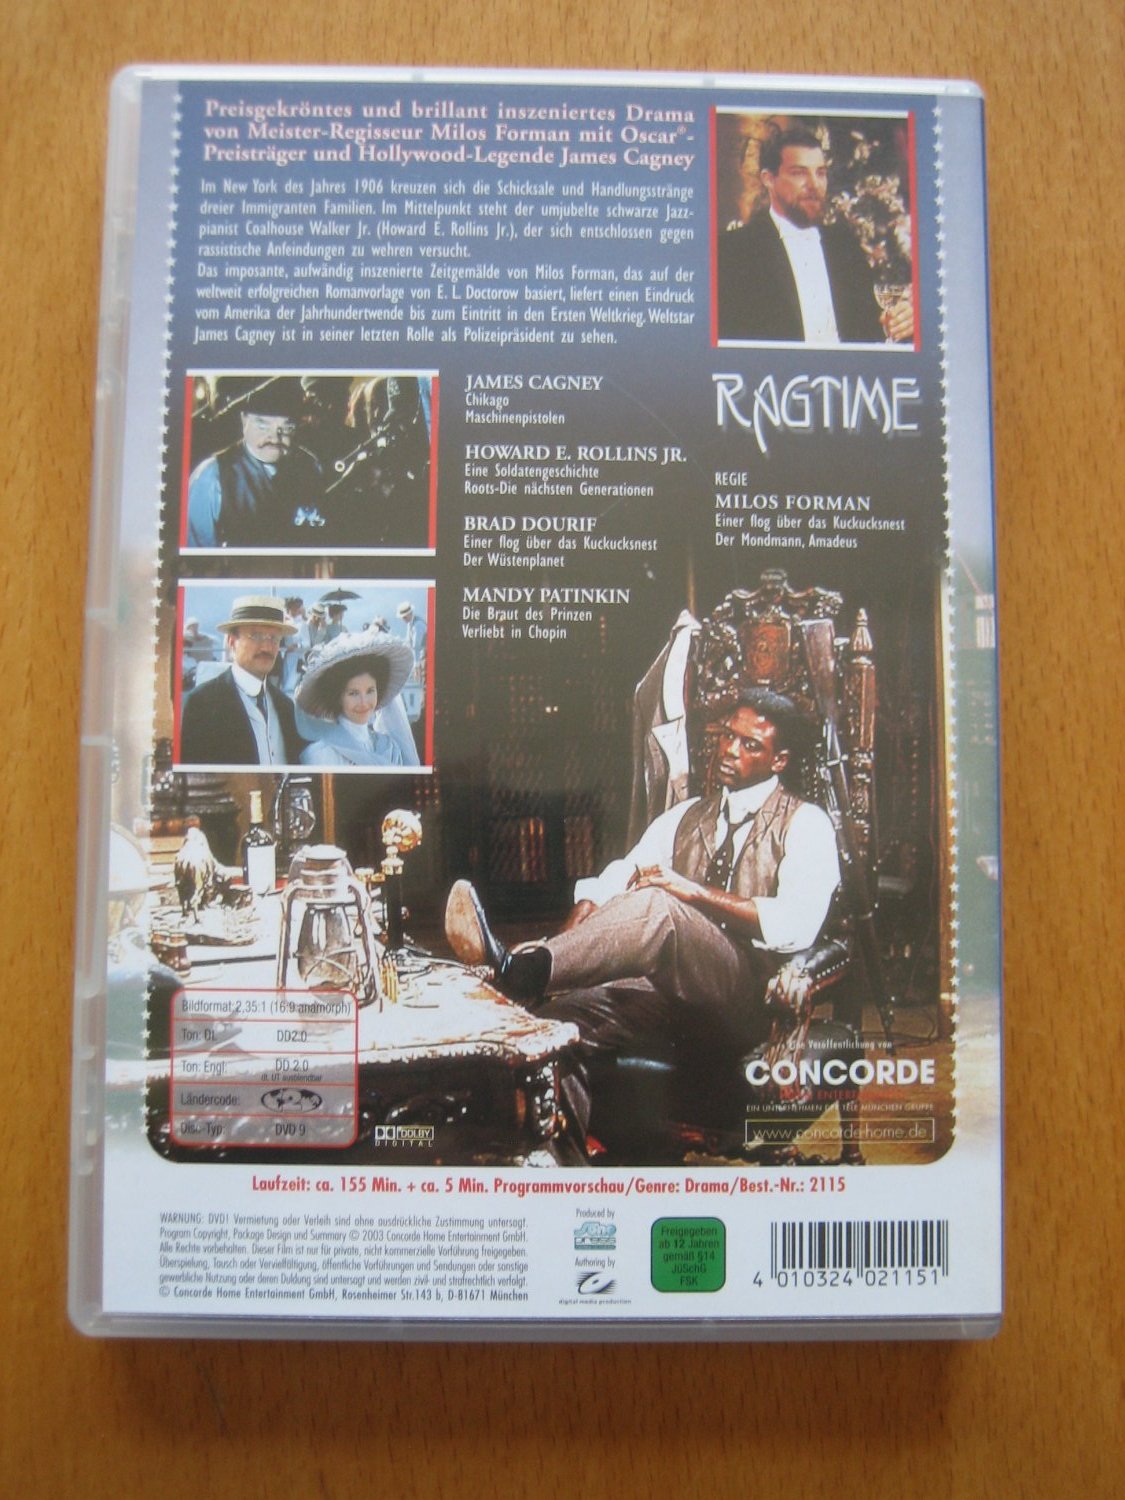 Preisgekröntes und brillant inszeniertes Drama
von Meister-Regisseur Milos Forman mit Oscar®-
Preisträger und Hollywood-Legende James Cagney
Im New York des Jahres 1906 kreuzen sich die Schicksale und Handlungsstränge
dreier Immigranten Familien. Im Mittelpunkt steht der umjubelte schwarze Jazz-
pianist Coalhouse Walker Jr. (Howard E. Rollins Jr.), der sich entschlossen gegen
rassistische Anfeindungen zu wehren versucht.
Das imposante, aufwändig inszenierte Zeitgemälde von Milos Forman, das auf der
weltweit erfolgreichen Romanvorlage von E. L. Doctorow basiert, liefert einen Eindruck
vom Amerika der Jahrhundertwende bis zum Eintritt in den Ersten Weltkrieg. Weltstar
James Cagney ist in seiner letzten Rolle als Polizeipräsident zu sehen.
JAMES CAGNEY
Chikago
Maschinenpistolen
HOWARD E. ROLLINS JR.
Eine Soldatengeschichte
Roots-Die nächsten Generationen
BRAD DOURIF
Einer flog über das Kuckucksnest
Der Wüstenplanet
MANDY PATINKIN
Die Braut des Prinzen
Verliebt in Chopin
RAGTIME
REGIE
MILOS FORMAN
Einer flog über das Kuckucksnest
Der Mondmann, Amadeus
Bildformat: 2,35:1 (16:9 anamorph)
Ton: Dt. DD2.0
Ton: Engl: DD 2.0
dt. UT ausblendbar
Ländercode:
Disc-Typ: DVD 9
DOLBY
DIGITAL
Eine Veröffentlichung von
CONCORDE
HOME ENTERTAINMENT
EIN UNTERNEHMEN DER TELE MÜNCHEN GRUPPE
www.concorde-home.de
Laufzeit: ca. 155 Min. + ca. 5 Min. Programmvorschau/Genre: Drama/Best.-Nr.: 2115
WARNUNG: DVD! Vermietung oder Verleih sind ohne ausdrückliche Zustimmung untersagt.
Program Copyright, Package Design und Summary © 2003 Concorde Home Entertainment GmbH.
Alle Rechte vorbehalten. Dieser Film ist nur für private, nicht kommerzielle Vorführung freigegeben.
Überspielung, Tausch oder Vervielfältigung, öffentliche Vorführungen und Sendungen oder sonstige
gewerbliche Nutzung oder deren Duldung sind untersagt und werden zivil- und strafrechtlich verfolgt.
© Concorde Home Entertainment GmbH, Rosenheimer Str. 143 b, D-81671 München
Produced by
Authoring by
digital media production
Freigegeben
ab 12 Jahren
gemäß §14
JuSchG
FSK
4 010324 021151